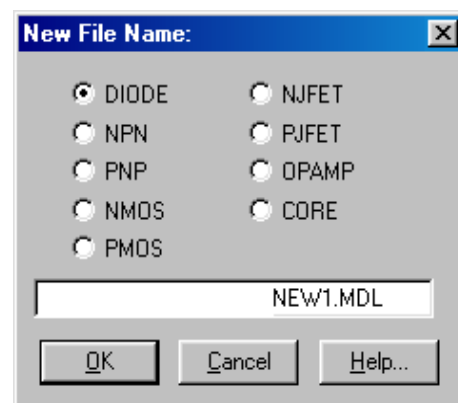 New File Name:
DIODE NJFET
NPN PJFET
PNP OPAMP
NMOS CORE
PMOS
NEW1.MDL
OK Cancel Help...